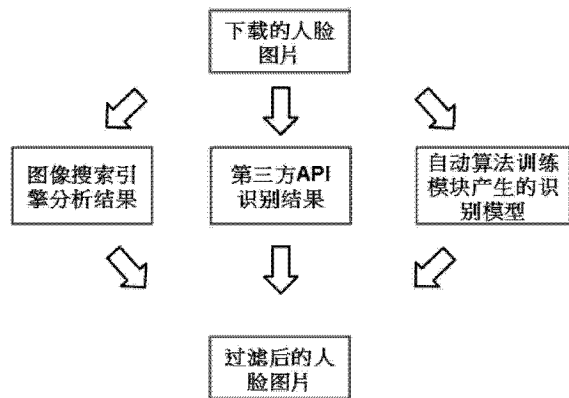 下载的人脸
图片
图像搜索引
擎分析结果
第三方API
识别结果
自动算法训练
模块产生的识
别模型
过滤后的人
脸图片